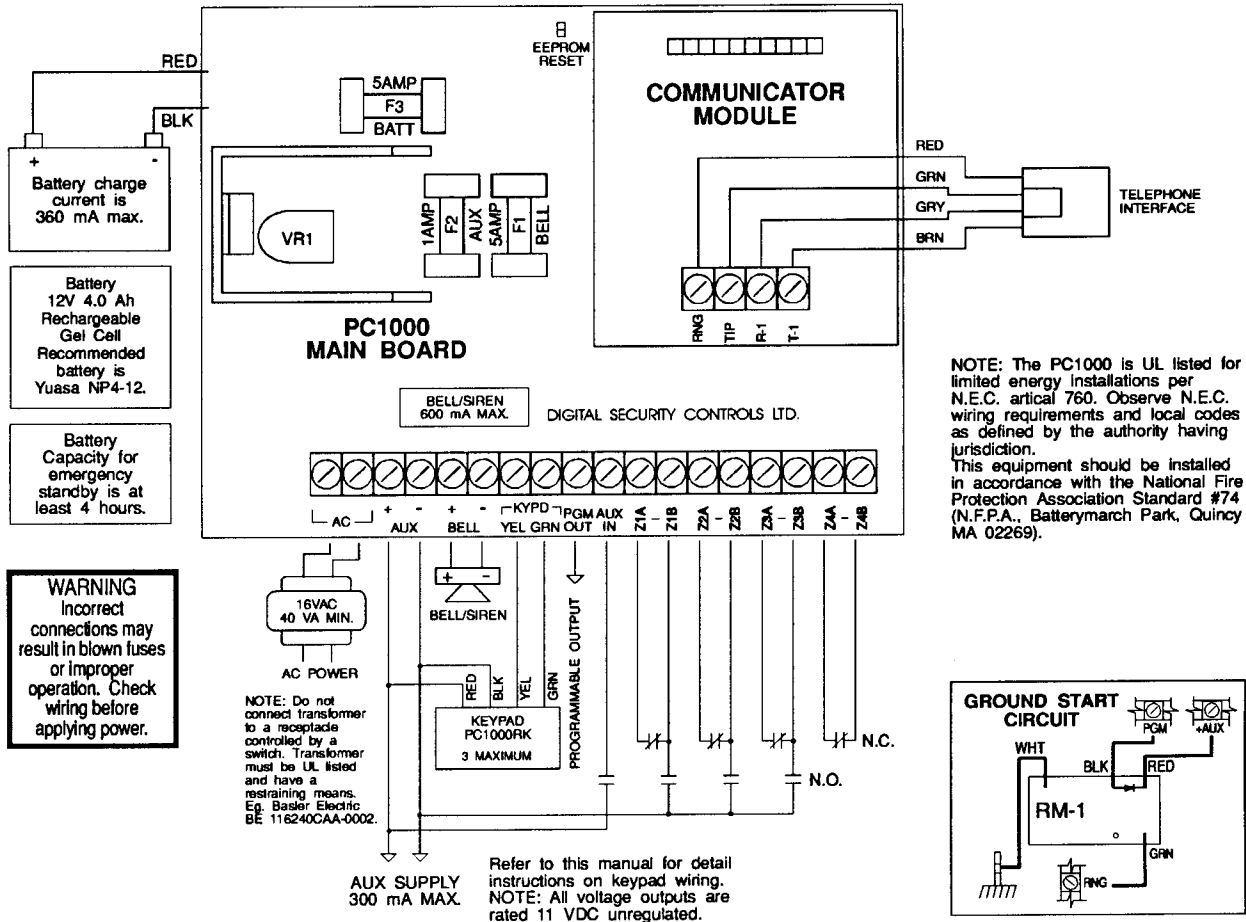 RED
BLK
+ -
Battery charge
current is
360 mA max.
Battery
12V 4.0 Ah
Rechargeable
Gel Cell
Recommended
battery is
Yuasa NP4-12.
Battery
Capacity for
emergency
standby is at
least 4 hours.
WARNING
Incorrect
connections may
result in blown fuses
or improper
operation. Check
wiring before
applying power.
EEPROM
RESET
5AMP
F3
BATT
1AMP
F2
AUX
5AMP
F1
BELL
VR1
PC1000
MAIN BOARD
COMMUNICATOR
MODULE
RED
GRN
GRY
BRN
TELEPHONE
INTERFACE
RNG
TIP
R-1
T-1
BELL/SIREN
600 mA MAX.
DIGITAL SECURITY CONTROLS LTD.
AC
+ -
AUX
+ -
BELL
KYPD
YEL GRN
PGM
OUT
AUX
IN
Z1A - Z1B
Z2A - Z2B
Z3A - Z3B
Z4A - Z4B
16VAC
40 VA MIN.
AC POWER
+ -
BELL/SIREN
NOTE: Do not
connect transformer
to a receptacle
controlled by a
switch. Transformer
must be UL listed
and have a
restraining means.
Eg. Basler Electric
BE 116240CAA-0002.
RED
BLK
YEL
GRN
KEYPAD
PC1000RK
3 MAXIMUM
PROGRAMMABLE OUTPUT
N.C.
N.O.
AUX SUPPLY
300 mA MAX.
Refer to this manual for detail
instructions on keypad wiring.
NOTE: All voltage outputs are
rated 11 VDC unregulated.
NOTE: The PC1000 is UL listed for
limited energy installations per
N.E.C. artical 760. Observe N.E.C.
wiring requirements and local codes
as defined by the authority having
jurisdiction.
This equipment should be installed
in accordance with the National Fire
Protection Association Standard #74
(N.F.P.A., Batterymarch Park, Quincy
MA 02269).
GROUND START
CIRCUIT
PGM
+AUX
WHT
BLK
RED
RM-1
GRN
RNG